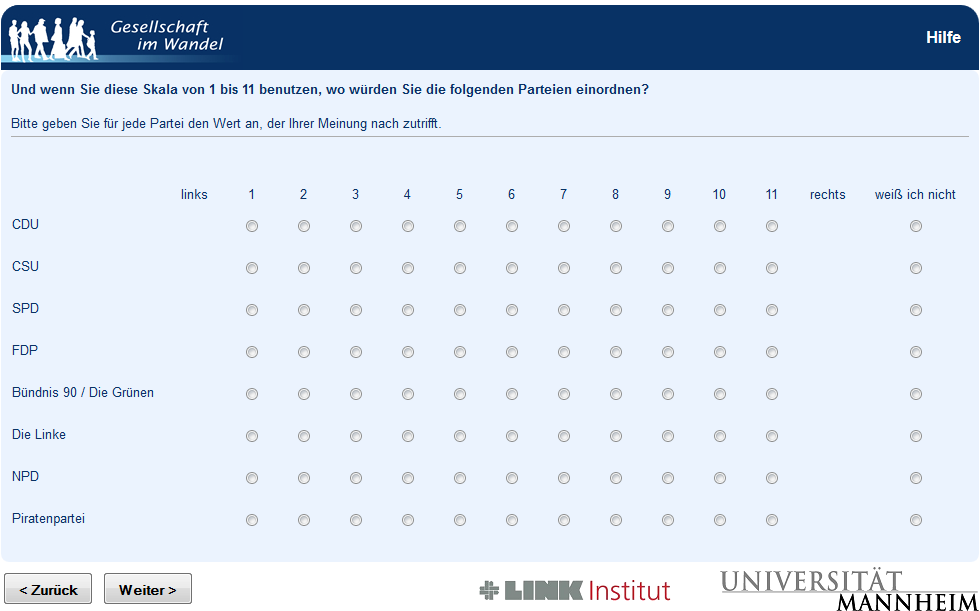 Gesellschaft
im Wandel
Hilfe
Und wenn Sie diese Skala von 1 bis 11 benutzen, wo würden Sie die folgenden Parteien einordnen?
Bitte geben Sie für jede Partei den Wert an, der Ihrer Meinung nach zutrifft.
links 1 2 3 4 5 6 7 8 9 10 11 rechts weiß ich nicht
CDU
CSU
SPD
FDP
Bündnis 90 / Die Grünen
Die Linke
NPD
Piratenpartei
< Zurück Weiter > LINK Institut UNIVERSITÄT
MANNHEIM